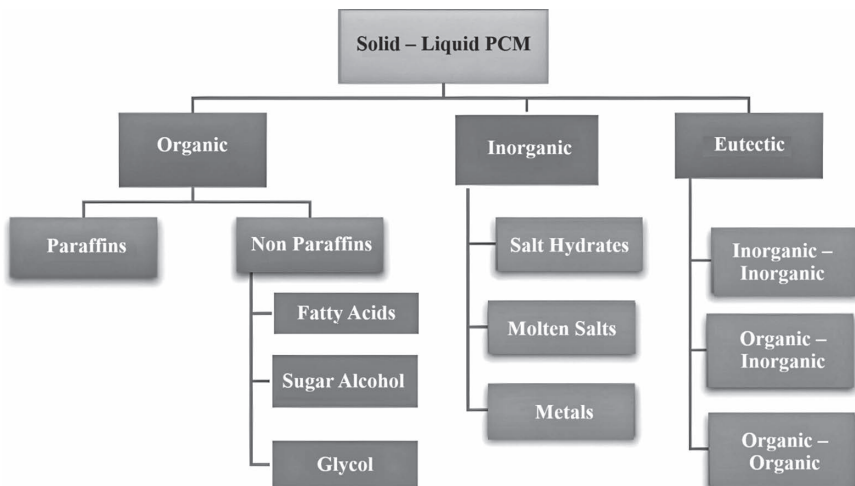 Solid – Liquid PCM
Organic
Inorganic
Eutectic
Paraffins
Non Paraffins
Fatty Acids
Sugar Alcohol
Glycol
Salt Hydrates
Molten Salts
Metals
Inorganic –
Inorganic
Organic –
Inorganic
Organic –
Organic